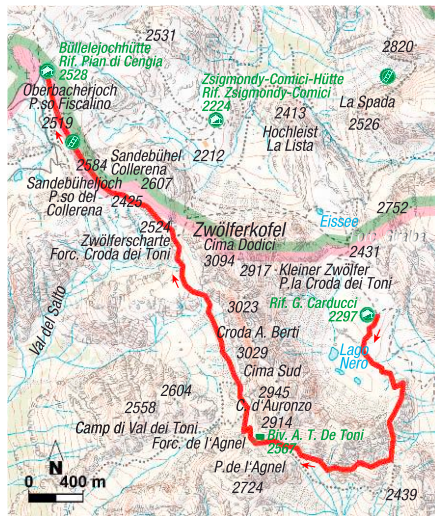 2531
Büllelejochhütte
Rif. Pian di Cengia
2528
2820
Zsigmondy-Comici-Hütte
Rif. Zsigmondy-Comici
2224
Oberbacherjoch
P.so Fiscalino
La Spada
2526
2413
Hochleist
La Lista
2519
2584
Sandebühel
Collerena
2212
2607
Sandebüheljoch
P.so del
Collerena
2425
2524
Zwölferscharte
Forc. Croda dei Toni
Eissee
2752
Zwölferkofel
Cima Dodici
3094
2431
2917
Kleiner Zwölfer
P.la Croda dei Toni
Rif. G. Carducci
2297
Val del Salto
3023
Croda A. Berti
3029
Cima Sud
Lago
Nero
2945
C. d'Auronzo
2914
2604
2558
Camp di Val dei Toni
Forc. de l'Agnel
Biv. A. T. De Toni
2567
P.de l'Agnel
2724
2439
N
0
400 m